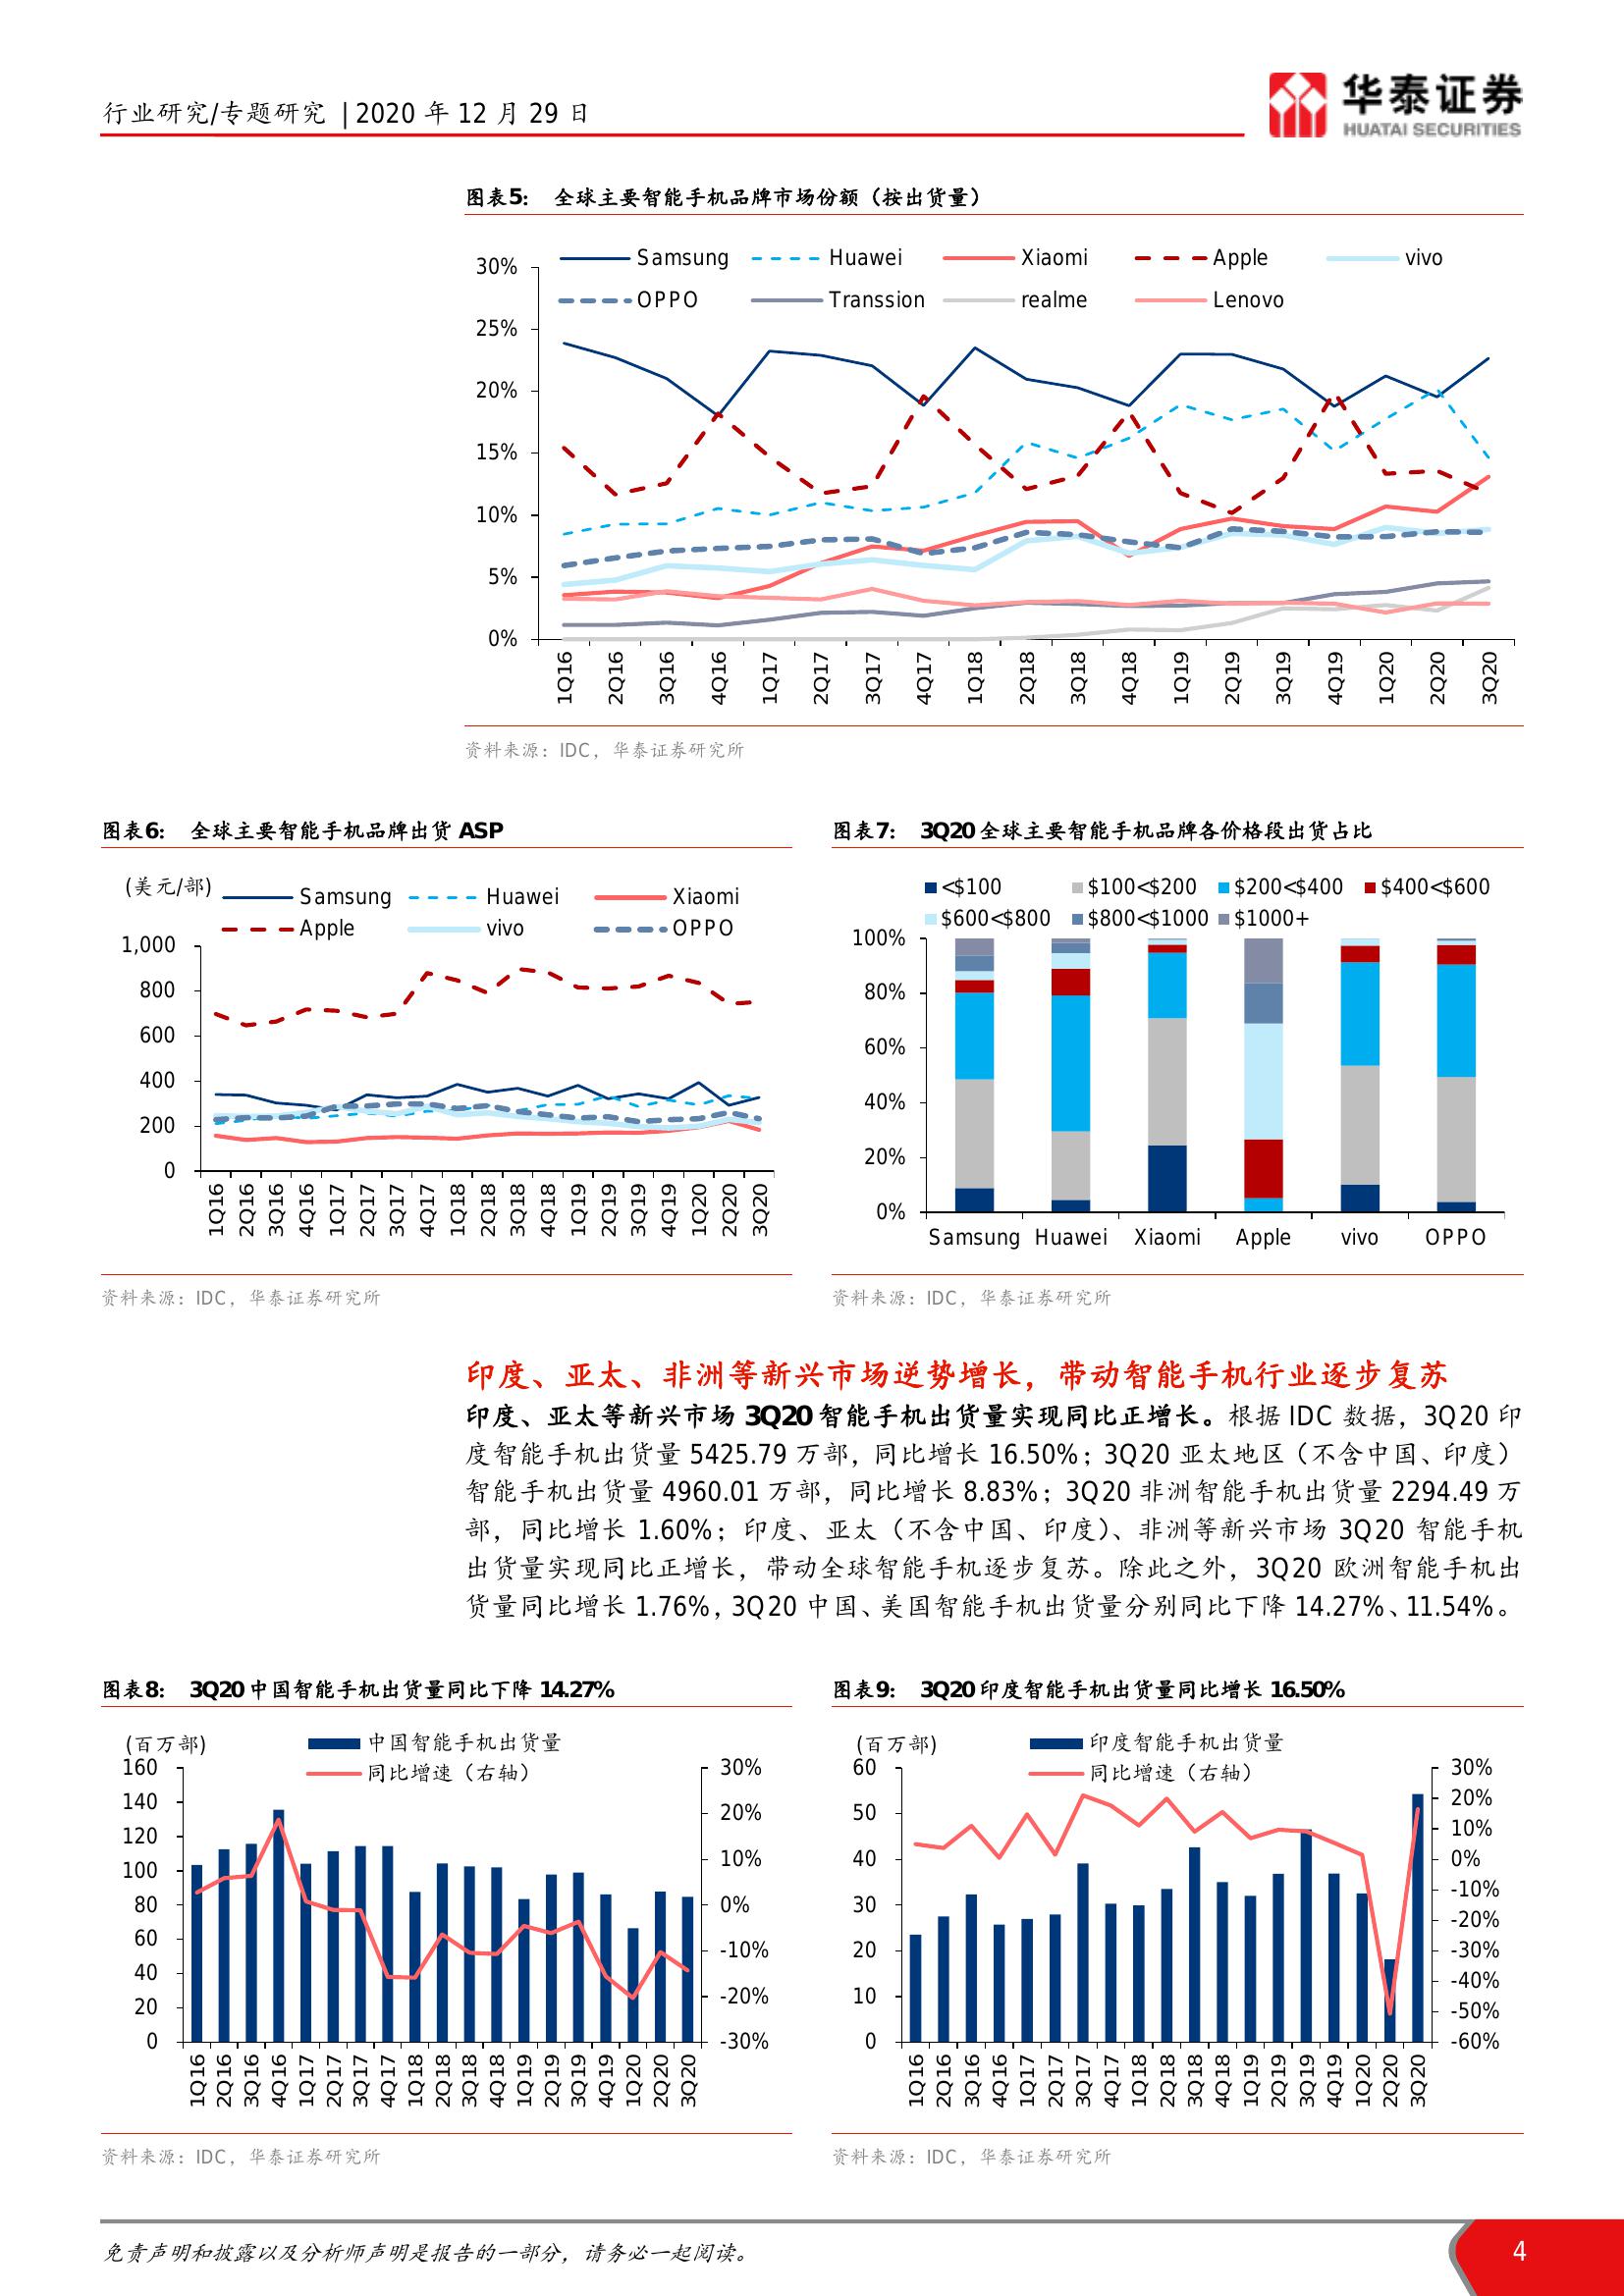 行业研究/专题研究 | 2020 年 12 月 29 日
华泰证券
HUATAI SECURITIES
图表5: 全球主要智能手机品牌市场份额（按出货量）
Samsung Huawei Xiaomi Apple vivo
OPPO Transsion realme Lenovo
30%
25%
20%
15%
10%
5%
0%
1Q16 2Q16 3Q16 4Q16 1Q17 2Q17 3Q17 4Q17 1Q18 2Q18 3Q18 4Q18 1Q19 2Q19 3Q19 4Q19 1Q20 2Q20 3Q20
资料来源：IDC，华泰证券研究所
图表6: 全球主要智能手机品牌出货 ASP
(美元/部)
Samsung Huawei Xiaomi
Apple vivo OPPO
1,000
800
600
400
200
0
1Q16 2Q16 3Q16 4Q16 1Q17 2Q17 3Q17 4Q17 1Q18 2Q18 3Q18 4Q18 1Q19 2Q19 3Q19 4Q19 1Q20 2Q20 3Q20
资料来源：IDC，华泰证券研究所
图表7: 3Q20 全球主要智能手机品牌各价格段出货占比
<$100 $100<$200 $200<$400 $400<$600
$600<$800 $800<$1000 $1000+
100%
80%
60%
40%
20%
0%
Samsung Huawei Xiaomi Apple vivo OPPO
资料来源：IDC，华泰证券研究所
印度、亚太、非洲等新兴市场逆势增长，带动智能手机行业逐步复苏
印度、亚太等新兴市场 3Q20 智能手机出货量实现同比正增长。根据 IDC 数据，3Q20 印
度智能手机出货量 5425.79 万部，同比增长 16.50%；3Q20 亚太地区（不含中国、印度）
智能手机出货量 4960.01 万部，同比增长 8.83%；3Q20 非洲智能手机出货量 2294.49 万
部，同比增长 1.60%；印度、亚太（不含中国、印度）、非洲等新兴市场 3Q20 智能手机
出货量实现同比正增长，带动全球智能手机逐步复苏。除此之外，3Q20 欧洲智能手机出
货量同比增长 1.76%，3Q20 中国、美国智能手机出货量分别同比下降 14.27%、11.54%。
图表8: 3Q20 中国智能手机出货量同比下降 14.27%
(百万部)
中国智能手机出货量
同比增速（右轴）
160
140
120
100
80
60
40
20
0
30%
20%
10%
0%
-10%
-20%
-30%
1Q16 2Q16 3Q16 4Q16 1Q17 2Q17 3Q17 4Q17 1Q18 2Q18 3Q18 4Q18 1Q19 2Q19 3Q19 4Q19 1Q20 2Q20 3Q20
资料来源：IDC，华泰证券研究所
图表9: 3Q20 印度智能手机出货量同比增长 16.50%
(百万部)
印度智能手机出货量
同比增速（右轴）
60
50
40
30
20
10
0
30%
20%
10%
0%
-10%
-20%
-30%
-40%
-50%
-60%
1Q16 2Q16 3Q16 4Q16 1Q17 2Q17 3Q17 4Q17 1Q18 2Q18 3Q18 4Q18 1Q19 2Q19 3Q19 4Q19 1Q20 2Q20 3Q20
资料来源：IDC，华泰证券研究所
免责声明和披露以及分析师声明是报告的一部分，请务必一起阅读。
4